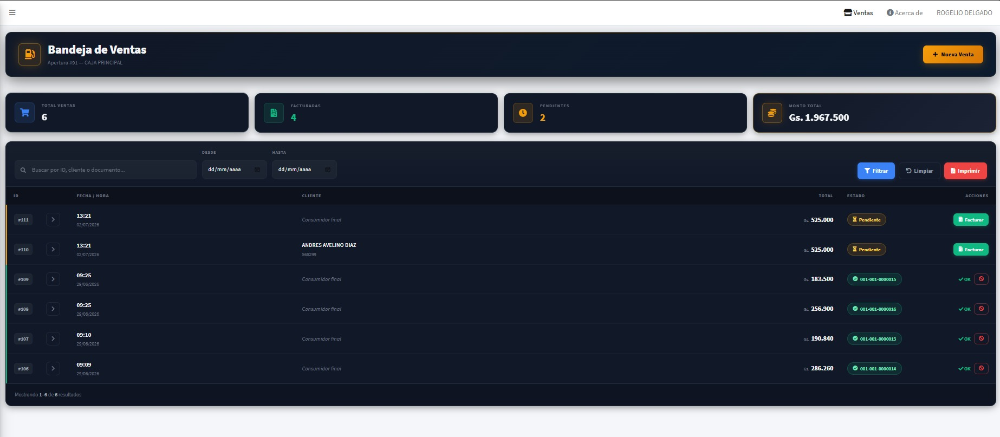 Ventas
Acerca de
ROGELIO DELGADO
Bandeja de Ventas
Apertura #91 — CAJA PRINCIPAL
Nueva Venta
TOTAL VENTAS
6
FACTURADAS
4
PENDIENTES
2
MONTO TOTAL
Gs. 1.967.500
DESDE
HASTA
Buscar por ID, cliente o documento...
dd/mm/aaaa
dd/mm/aaaa
Filtrar
Limpiar
Imprimir
ID FECHA / HORA CLIENTE TOTAL ESTADO ACCIONES
#111 13:21 Consumidor final Gs. 525.000 Pendiente Facturar
02/07/2026
#110 13:21 ANDRES AVELINO DIAZ Gs. 525.000 Pendiente Facturar
02/07/2026 568299
#109 09:25 Consumidor final Gs. 183.500 001-001-0000015 OK
29/06/2026
#108 09:25 Consumidor final Gs. 256.900 001-001-0000016 OK
29/06/2026
#107 09:10 Consumidor final Gs. 190.840 001-001-0000013 OK
29/06/2026
#106 09:09 Consumidor final Gs. 286.260 001-001-0000014 OK
29/06/2026
Mostrando 1–6 de 6 resultados